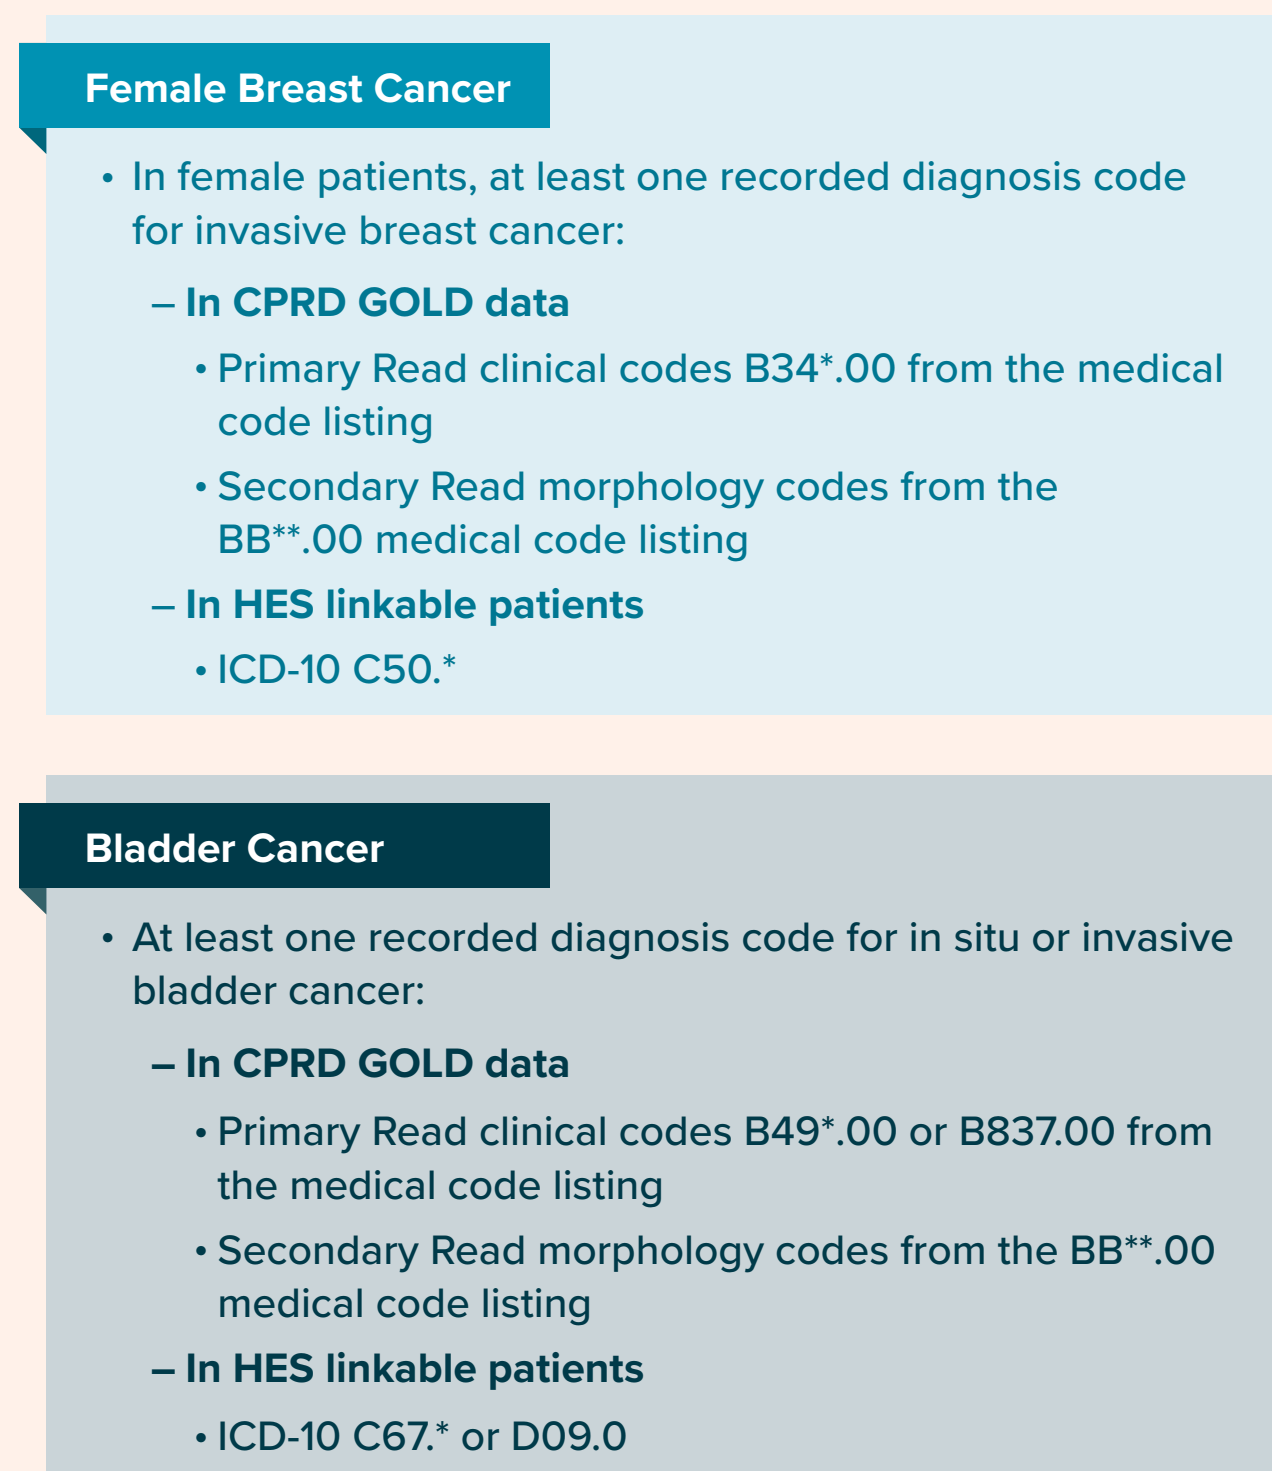 Female Breast Cancer
• In female patients, at least one recorded diagnosis code
for invasive breast cancer:
– In CPRD GOLD data
• Primary Read clinical codes B34*.00 from the medical
code listing
• Secondary Read morphology codes from the
BB**.00 medical code listing
– In HES linkable patients
• ICD-10 C50.*
Bladder Cancer
• At least one recorded diagnosis code for in situ or invasive
bladder cancer:
– In CPRD GOLD data
• Primary Read clinical codes B49*.00 or B837.00 from
the medical code listing
• Secondary Read morphology codes from the BB**.00
medical code listing
– In HES linkable patients
• ICD-10 C67.* or D09.0